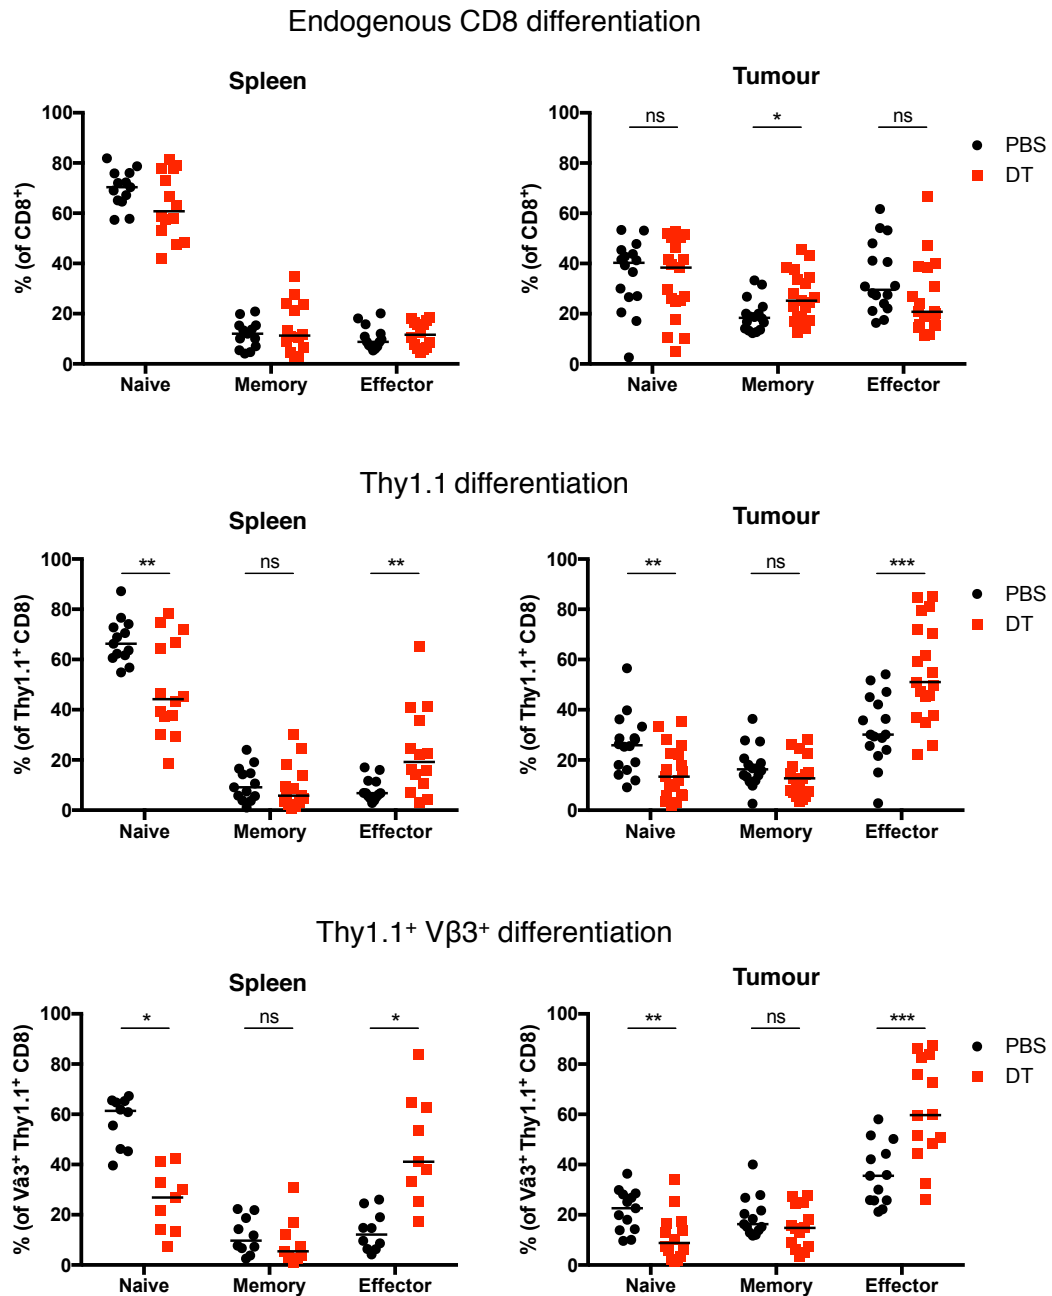 Endogenous CD8 differentiation
Spleen
Tumour
% (of CD8⁺)
100
80
60
40
20
0
Naive Memory Effector
% (of CD8⁺)
100
80
60
40
20
0
ns * ns
Naive Memory Effector
PBS
DT
Thy1.1 differentiation
Spleen
Tumour
% (of Thy1.1⁺ CD8)
100
80
60
40
20
0
** ns **
Naive Memory Effector
% (of Thy1.1⁺ CD8)
100
80
60
40
20
0
** ns ***
Naive Memory Effector
PBS
DT
Thy1.1⁺ Vβ3⁺ differentiation
Spleen
Tumour
% (of Vâ3⁺ Thy1.1⁺ CD8)
100
80
60
40
20
0
* ns *
Naive Memory Effector
% (of Vâ3⁺ Thy1.1⁺ CD8)
100
80
60
40
20
0
** ns ***
Naive Memory Effector
PBS
DT